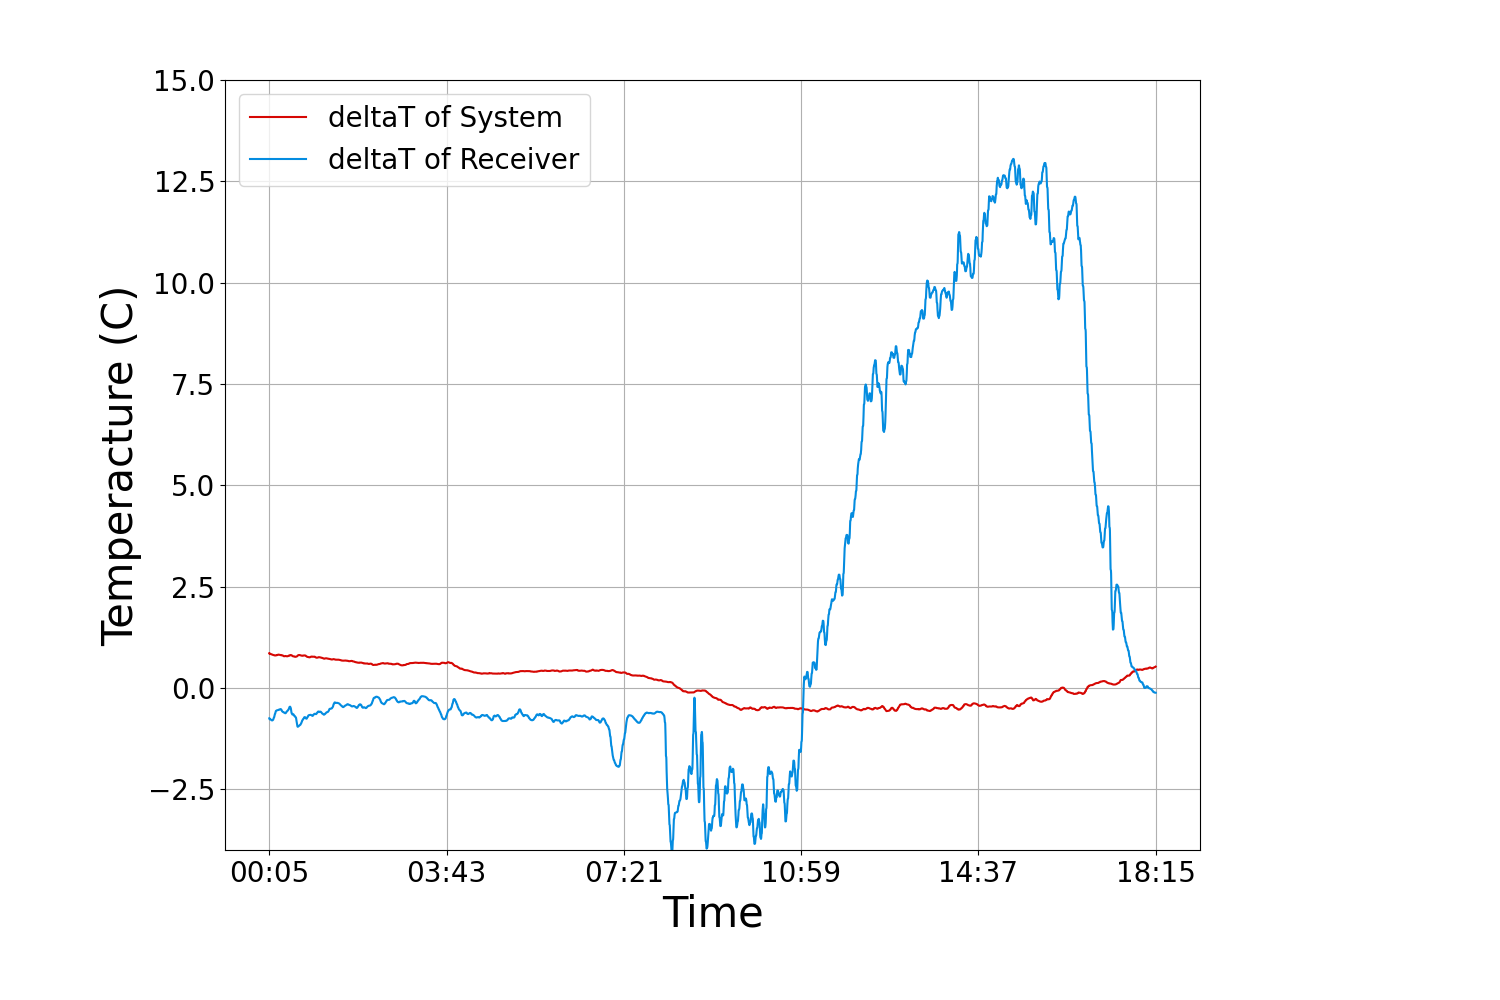 15.0
12.5
10.0
7.5
5.0
2.5
0.0
−2.5
Temperacture (C)
deltaT of System
deltaT of Receiver
00:05 03:43 07:21 10:59 14:37 18:15
Time